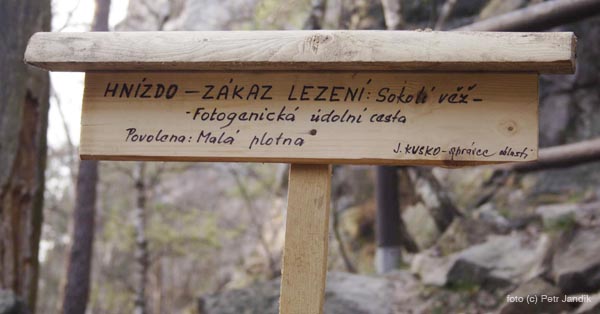 HNÍZDO – ZÁKAZ LEZENÍ: Sokolí věž –
- Fotogenická údolní cesta
Povolena: Malá plotna
J. KUSKO - správce oblasti
foto (c) Petr Jandík